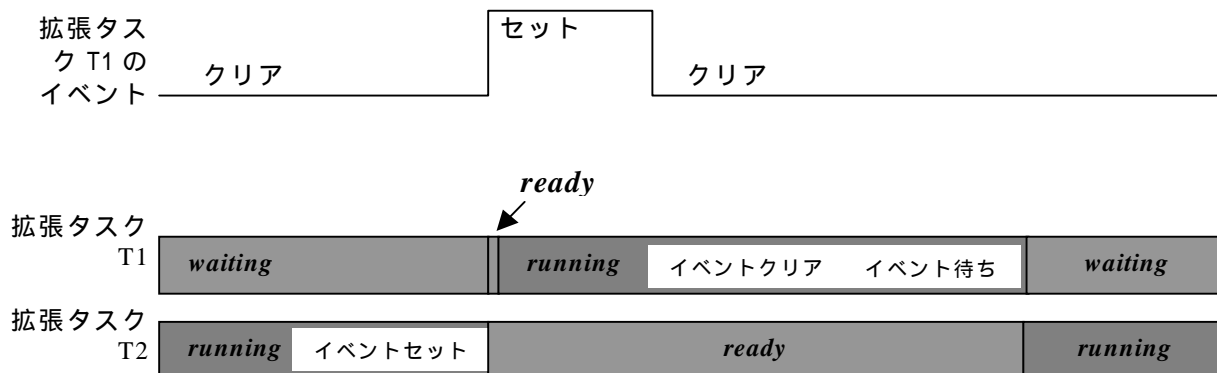 拡張タス
ク T1 の
イベント
クリア
セット
クリア
ready
拡張タスク
T1
waiting
running
イベントクリア
イベント待ち
waiting
拡張タスク
T2
running
イベントセット
ready
running